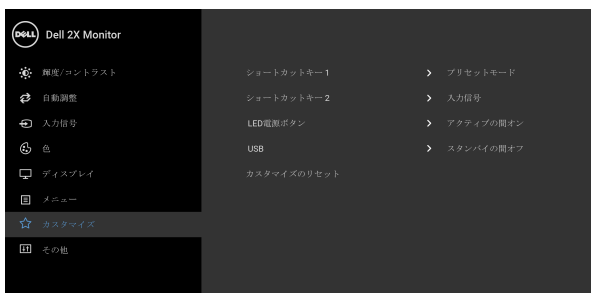 DELL Dell 2X Monitor
輝度/コントラスト
自動調整
入力信号
色
ディスプレイ
メニュー
カスタマイズ
その他
ショートカットキー 1 プリセットモード
ショートカットキー 2 入力信号
LED電源ボタン アクティブの間オン
USB スタンバイの間オフ
カスタマイズのリセット